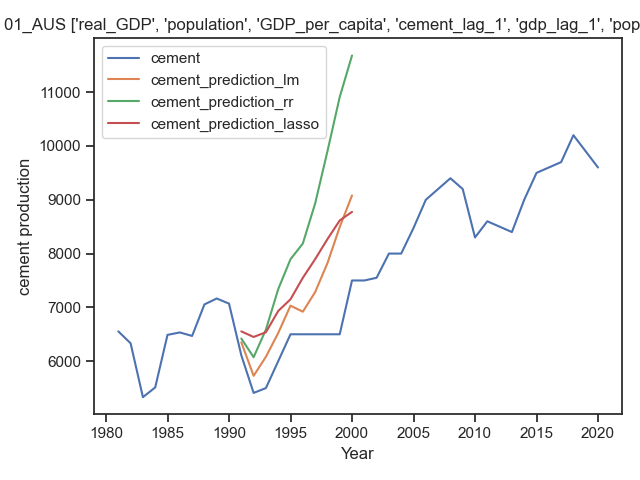 01_AUS ['real_GDP', 'population', 'GDP_per_capita', 'cement_lag_1', 'gdp_lag_1', 'pop
cement
cement_prediction_lm
cement_prediction_rr
cement_prediction_lasso
11000
10000
9000
8000
7000
6000
cement production
1980 1985 1990 1995 2000 2005 2010 2015 2020
Year